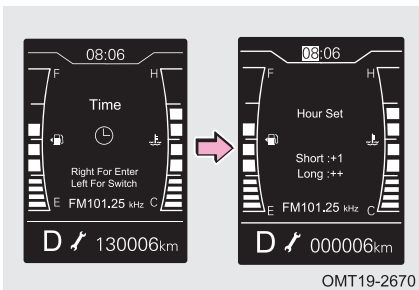 08:06
F H
Time
Right For Enter
Left For Switch
E FM101.25 kHz C
D 130006km
08:06
F H
Hour Set
Short :+1
Long :++
E FM101.25 kHz C
D 000006km
OMT19-2670